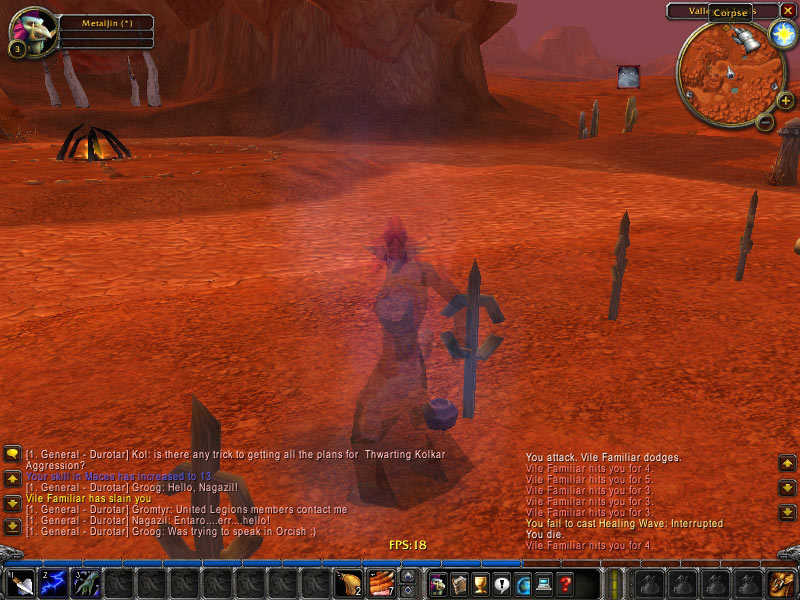 MetalJin (*)
3
Corpse
[1. General - Durotar] Kol: is there any trick to getting all the plans for Thwarting Kolkar
Aggression?
Your skill in Maces has increased to 13
[1. General - Durotar] Groog: Hello, Nagazil!
Vile Familiar has slain you
[1. General - Durotar] Gromtyr: United Legions members contact me
[1. General - Durotar] Nagazil: Entaro....err...hello!
[1. General - Durotar] Groog: Was trying to speak in Orcish :)
You attack. Vile Familiar dodges.
Vile Familiar hits you for 4.
Vile Familiar hits you for 5.
Vile Familiar hits you for 3.
Vile Familiar hits you for 3.
Vile Familiar hits you for 3.
You fail to cast Healing Wave: Interrupted
You die.
Vile Familiar hits you for 4.
FPS:18
1 2 3 2 7